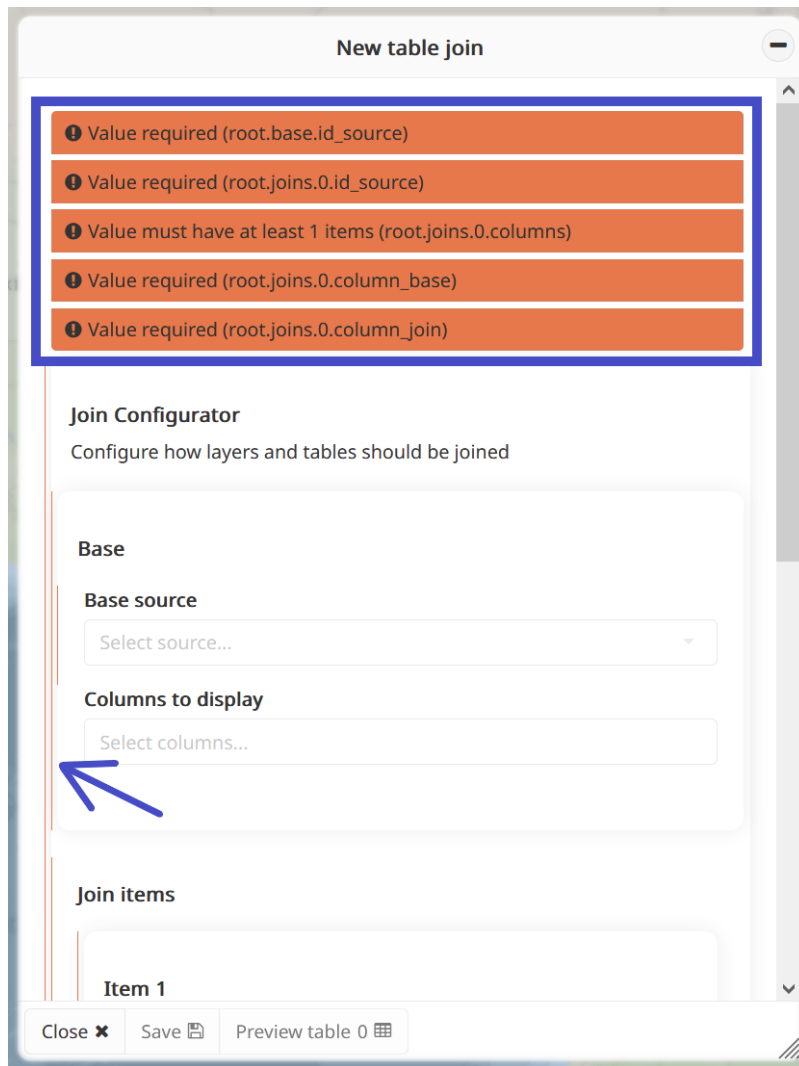 New table join
Value required (root.base.id_source)
Value required (root.joins.0.id_source)
Value must have at least 1 items (root.joins.0.columns)
Value required (root.joins.0.column_base)
Value required (root.joins.0.column_join)
Join Configurator
Configure how layers and tables should be joined
Base
Base source
Select source...
Columns to display
Select columns...
Join items
Item 1
Close Save Preview table 0